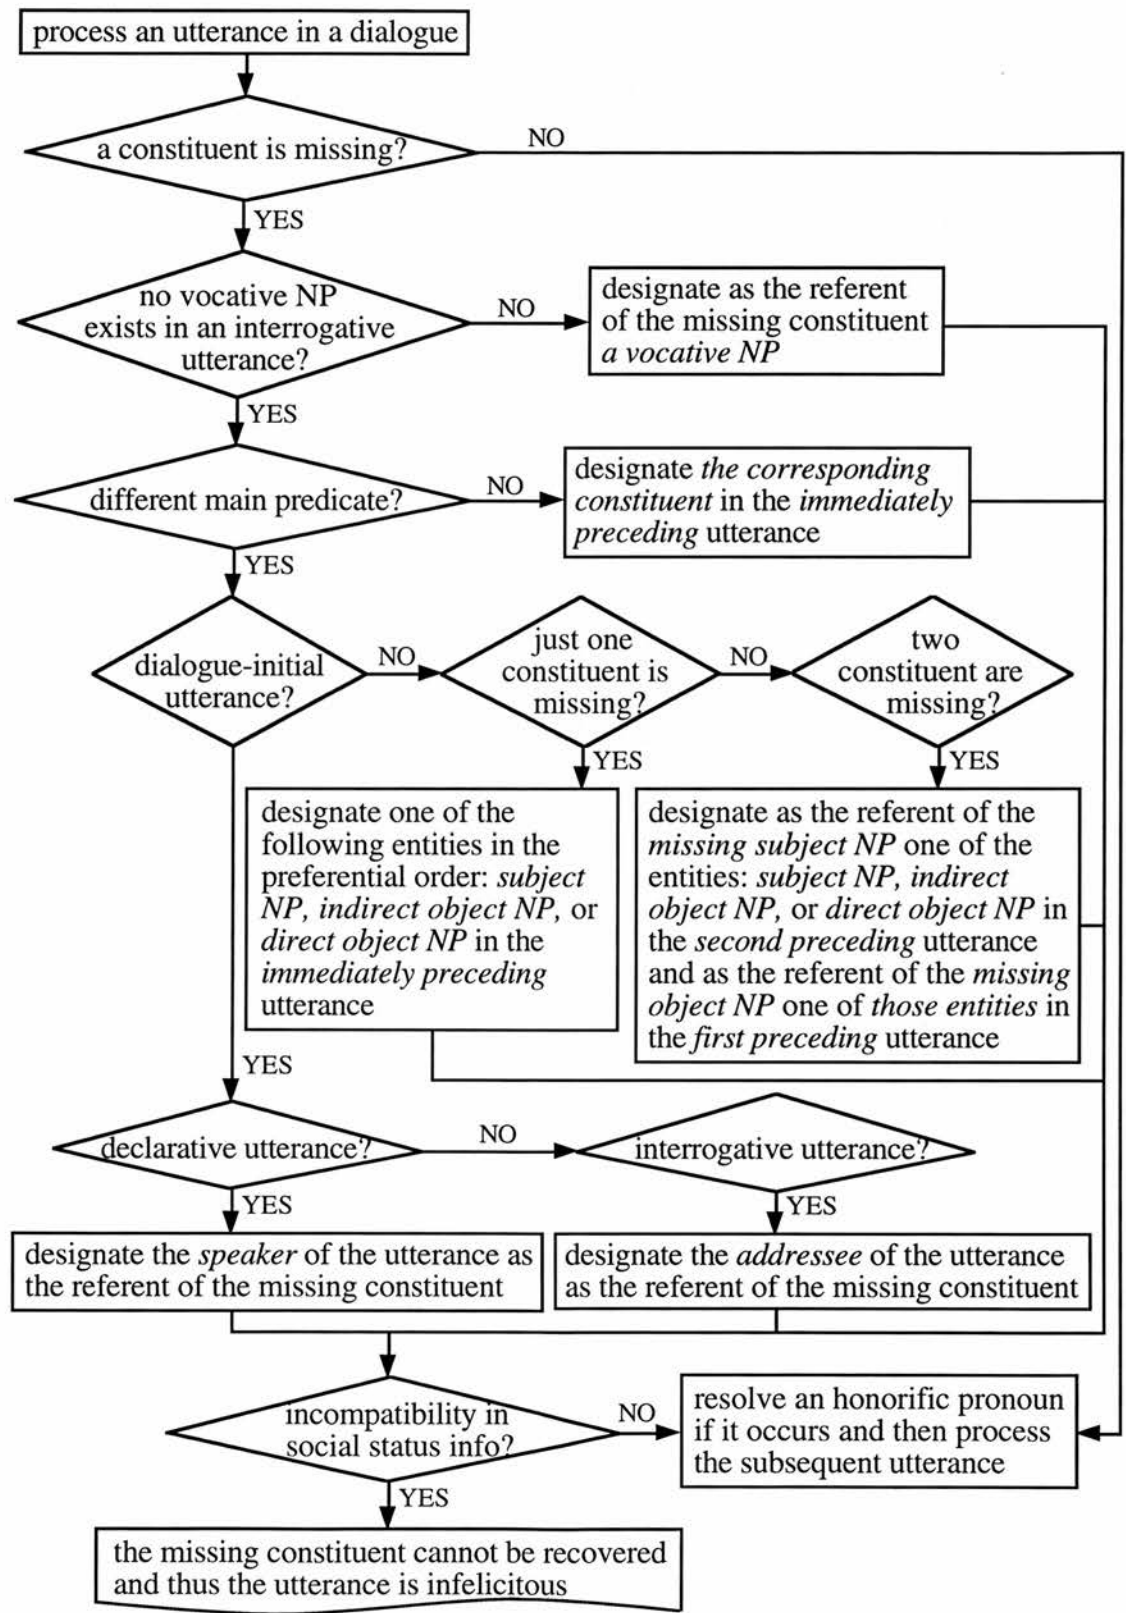 process an utterance in a dialogue
a constituent is missing?
NO
YES
no vocative NP
exists in an interrogative
utterance?
NO
designate as the referent
of the missing constituent
a vocative NP
YES
different main predicate?
NO
designate the corresponding
constituent in the immediately
preceding utterance
YES
dialogue-initial
utterance?
NO
just one
constituent is
missing?
NO
two
constituent are
missing?
YES
YES
designate one of the
following entities in the
preferential order: subject
NP, indirect object NP, or
direct object NP in the
immediately preceding
utterance
designate as the referent of the
missing subject NP one of the
entities: subject NP, indirect
object NP, or direct object NP in
the second preceding utterance
and as the referent of the missing
object NP one of those entities in
the first preceding utterance
YES
declarative utterance?
NO
interrogative utterance?
YES
YES
designate the speaker of the utterance as
the referent of the missing constituent
designate the addressee of the utterance
as the referent of the missing constituent
incompatibility in
social status info?
NO
resolve an honorific pronoun
if it occurs and then process
the subsequent utterance
YES
the missing constituent cannot be recovered
and thus the utterance is infelicitous